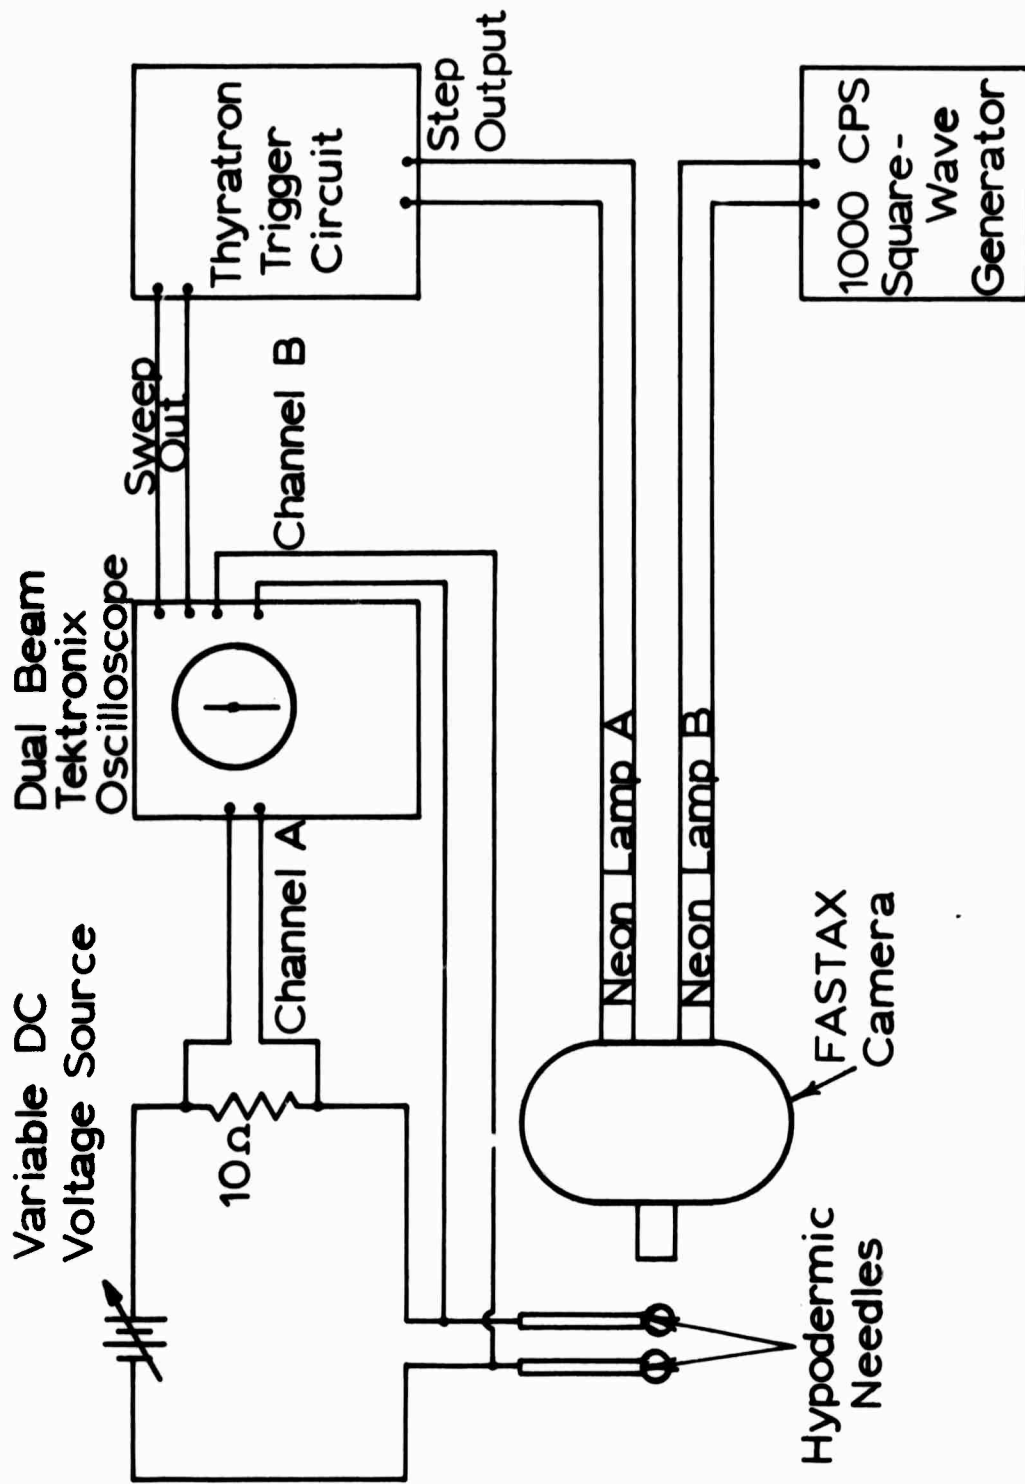 Variable DC
Voltage Source
Dual Beam
Tektronix
Oscilloscope
Sweep
Out
Thyratron
Trigger
Circuit
10Ω
Channel A
Channel B
Step
Output
Neon Lamp A
Neon Lamp B
Hypodermic
Needles
FASTAX
Camera
1000 CPS
Square-
Wave
Generator